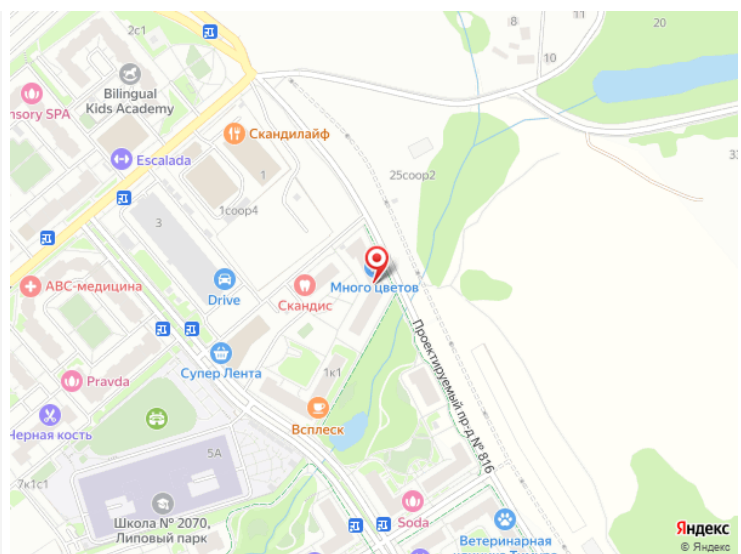 2с1
8
11
20
10
Bilingual
Kids Academy
nsory SPA
Скандилайф
Escalada
33
25соор2
1
1соор4
3
АВС-медицина
Drive
Скандис
Много цветов
Проектируемый пр-д № 816
Супер Лента
Pravda
1к1
Всплеск
Черная кость
5А
7к1с1
Школа № 2070,
Липовый парк
Soda
Ветеринарная
Яндекс
© Яндекс